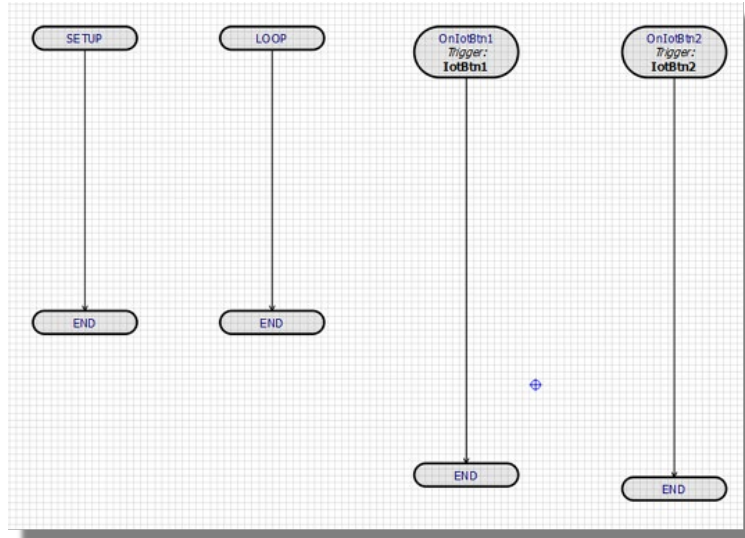 SETUP
LOOP
OnIotBtn1
Trigger:
IotBtn1
OnIotBtn2
Trigger:
IotBtn2
END
END
END
END